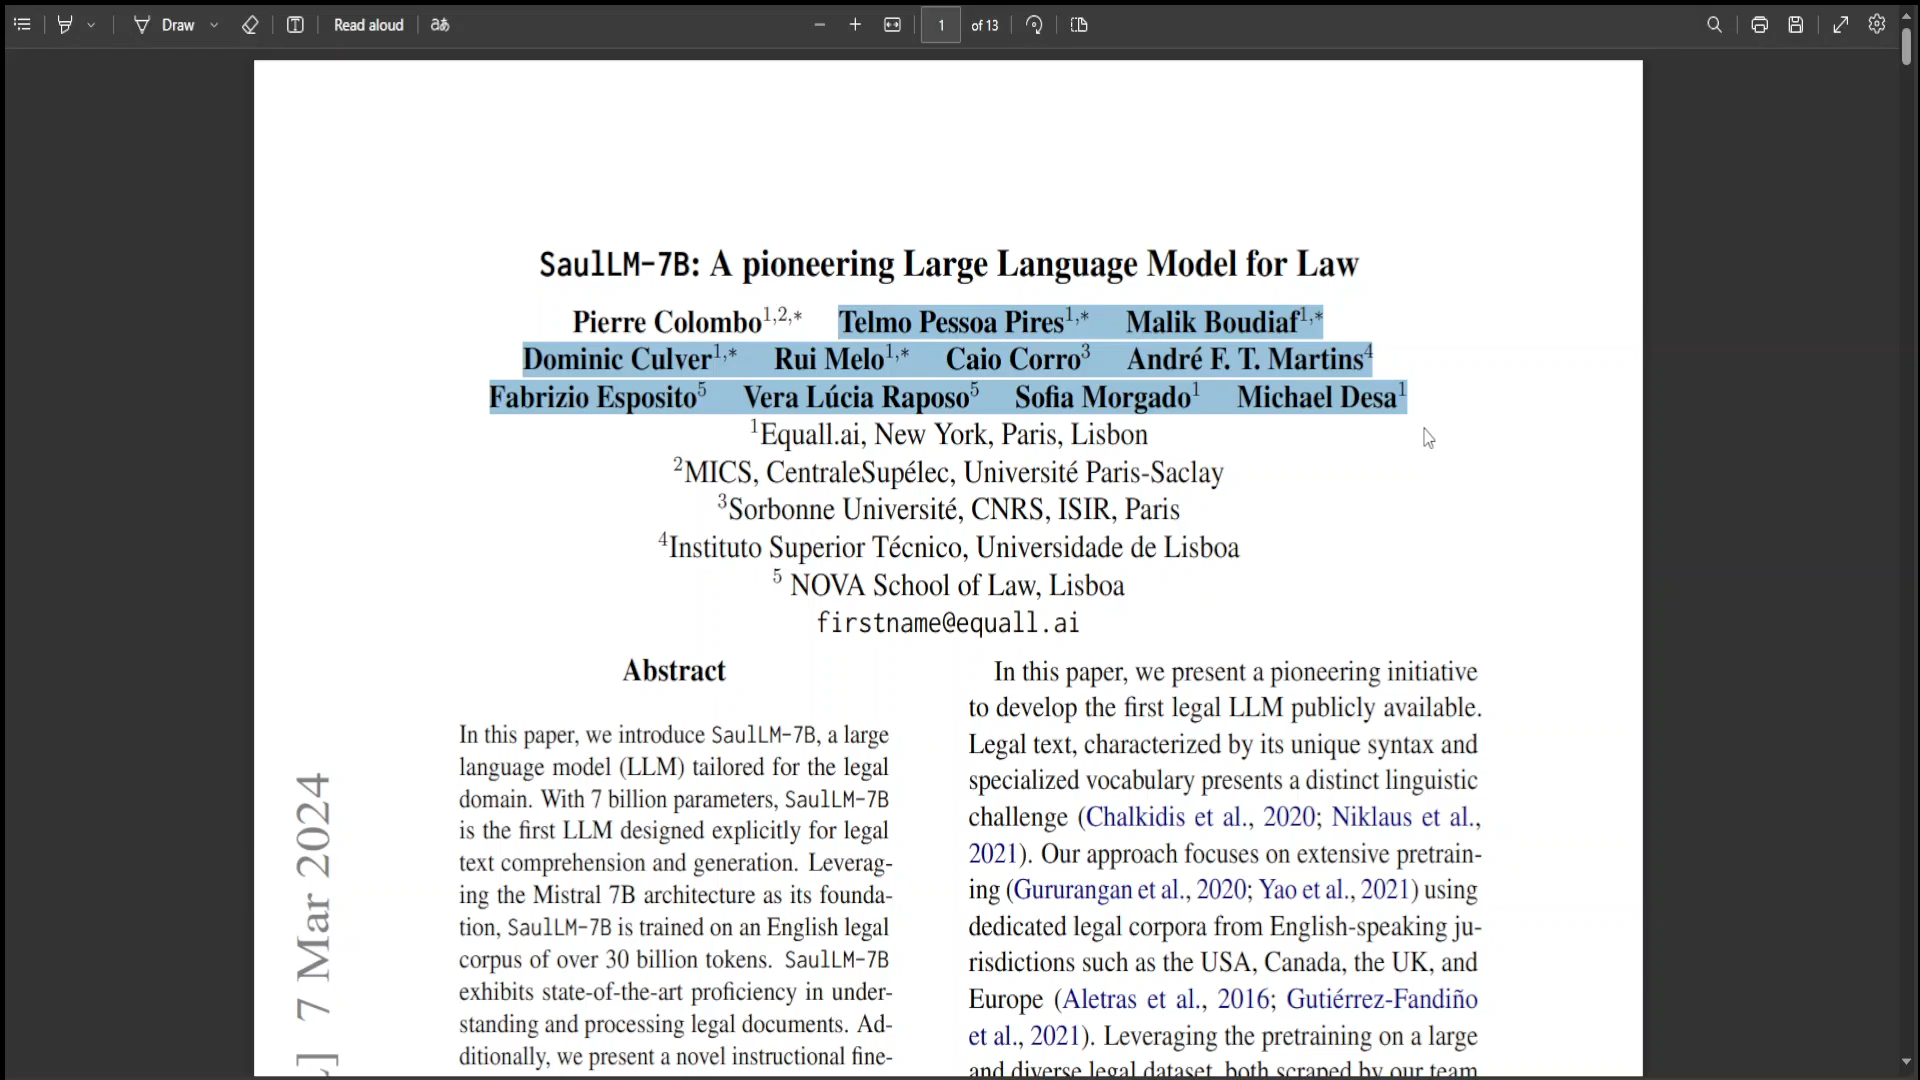 Draw
Read aloud
aあ
1 of 13
SaulLM-7B: A pioneering Large Language Model for Law
Pierre Colombo1,2,* Telmo Pessoa Pires1,* Malik Boudiaf1,*
Dominic Culver1,* Rui Melo1,* Caio Corro3 André F. T. Martins4
Fabrizio Esposito5 Vera Lúcia Raposo5 Sofia Morgado1 Michael Desa1
1Equall.ai, New York, Paris, Lisbon
2MICS, CentraleSupélec, Université Paris-Saclay
3Sorbonne Université, CNRS, ISIR, Paris
4Instituto Superior Técnico, Universidade de Lisboa
5 NOVA School of Law, Lisboa
firstname@equall.ai
Abstract
In this paper, we introduce SaulLM-7B, a large
language model (LLM) tailored for the legal
domain. With 7 billion parameters, SaulLM-7B
is the first LLM designed explicitly for legal
text comprehension and generation. Leverag-
ing the Mistral 7B architecture as its founda-
tion, SaulLM-7B is trained on an English legal
corpus of over 30 billion tokens. SaulLM-7B
exhibits state-of-the-art proficiency in under-
standing and processing legal documents. Ad-
ditionally, we present a novel instructional fine-
In this paper, we present a pioneering initiative
to develop the first legal LLM publicly available.
Legal text, characterized by its unique syntax and
specialized vocabulary presents a distinct linguistic
challenge (Chalkidis et al., 2020; Niklaus et al.,
2021). Our approach focuses on extensive pretrain-
ing (Gururangan et al., 2020; Yao et al., 2021) using
dedicated legal corpora from English-speaking ju-
risdictions such as the USA, Canada, the UK, and
Europe (Aletras et al., 2016; Gutiérrez-Fandiño
et al., 2021). Leveraging the pretraining on a large
and diverse legal dataset, both scraped by our team
] 7 Mar 2024